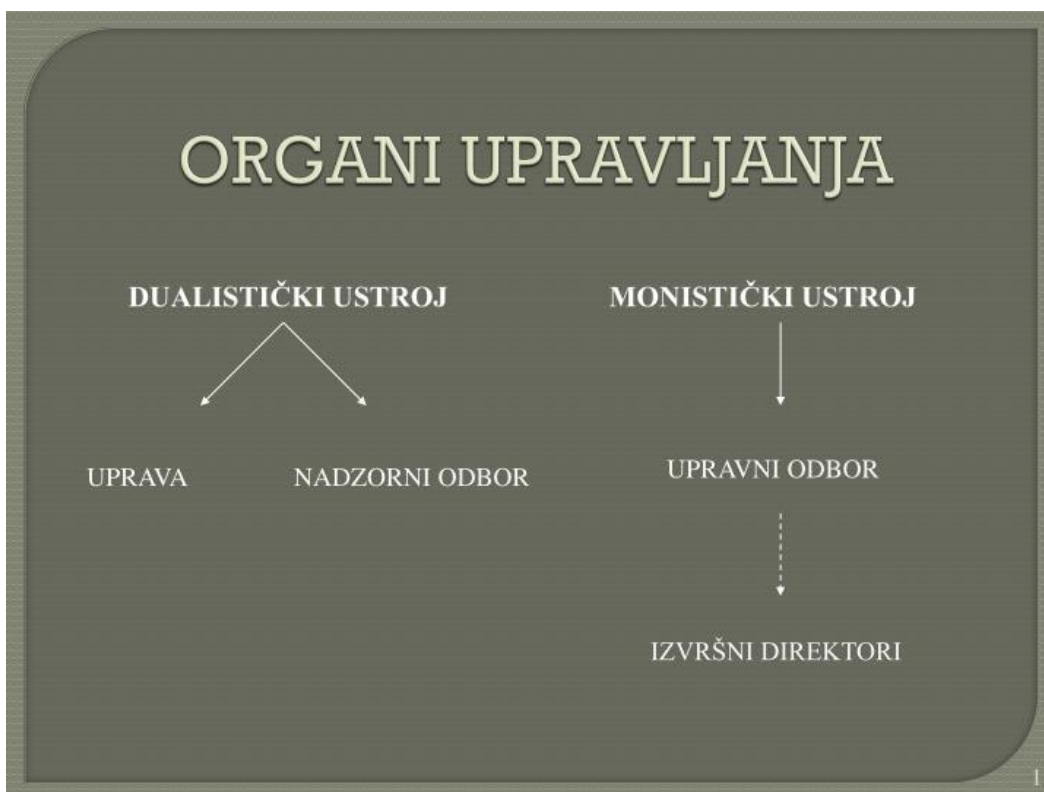 ORGANI UPRAVLJANJA
DUALISTIČKI USTROJ
MONISTIČKI USTROJ
UPRAVA
NADZORNI ODBOR
UPRAVNI ODBOR
IZVRŠNI DIREKTORI
1